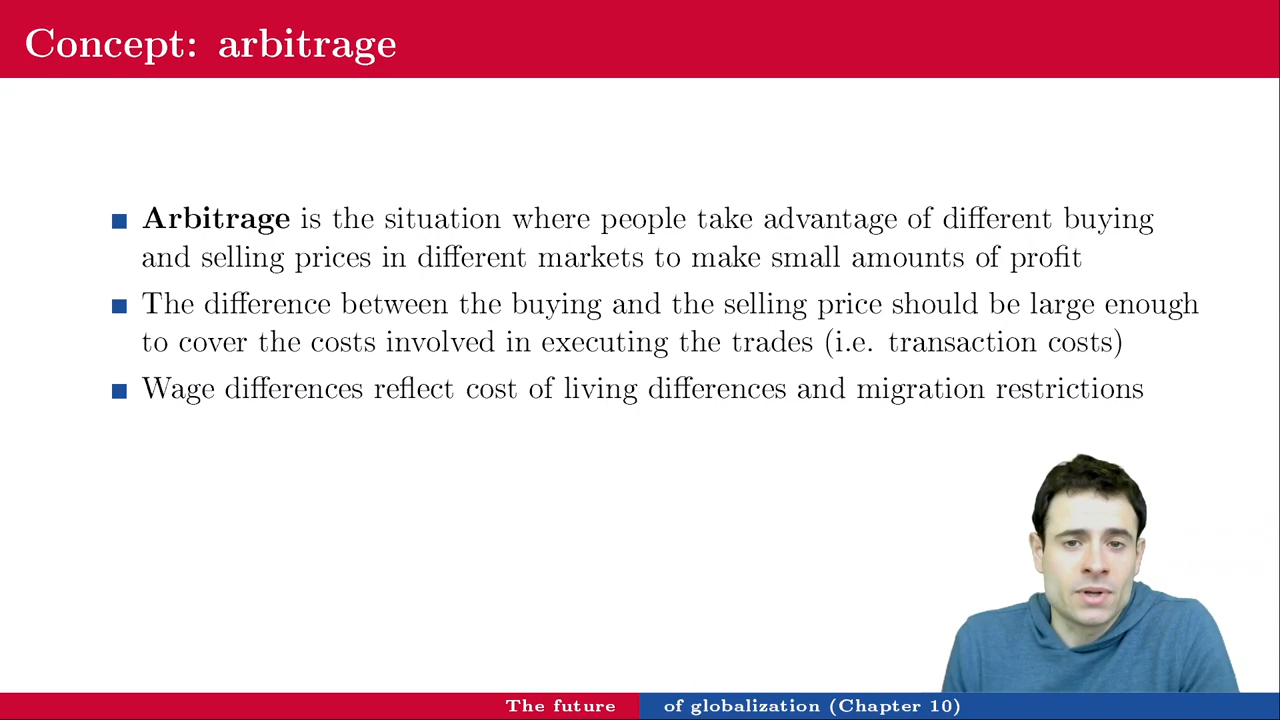 Concept: arbitrage
Arbitrage is the situation where people take advantage of different buying
and selling prices in different markets to make small amounts of profit
The difference between the buying and the selling price should be large enough
to cover the costs involved in executing the trades (i.e. transaction costs)
Wage differences reflect cost of living differences and migration restrictions
The future of globalization (Chapter 10)